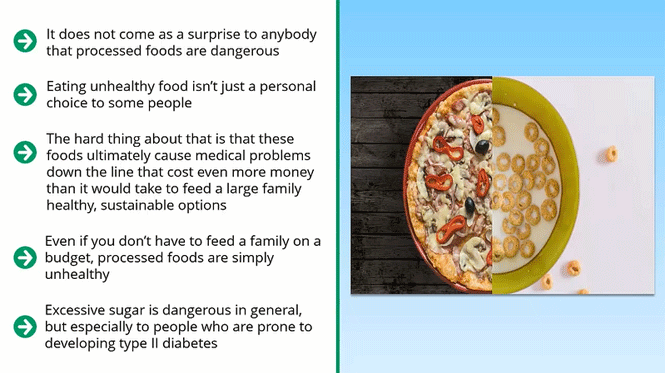 It does not come as a surprise to anybody
that processed foods are dangerous
Eating unhealthy food isn't just a personal
choice to some people
The hard thing about that is that these
foods ultimately cause medical problems
down the line that cost even more money
than it would take to feed a large family
healthy, sustainable options
Even if you don't have to feed a family on a
budget, processed foods are simply
unhealthy
Excessive sugar is dangerous in general,
but especially to people who are prone to
developing type II diabetes